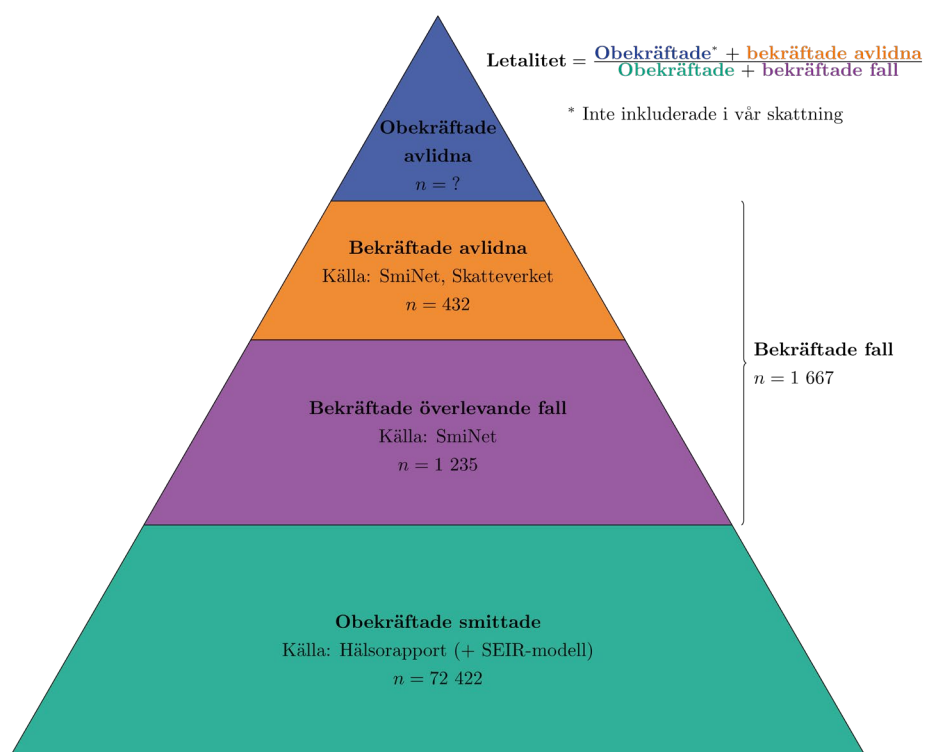 Letalitet = Obekräftade* + bekräftade avlidna
Obekräftade + bekräftade fall
* Inte inkluderade i vår skattning
Obekräftade
avlidna
n = ?
Bekräftade avlidna
Källa: SmiNet, Skatteverket
n = 432
Bekräftade fall
n = 1 667
Bekräftade överlevande fall
Källa: SmiNet
n = 1 235
Obekräftade smittade
Källa: Hälsorapport (+ SEIR-modell)
n = 72 422